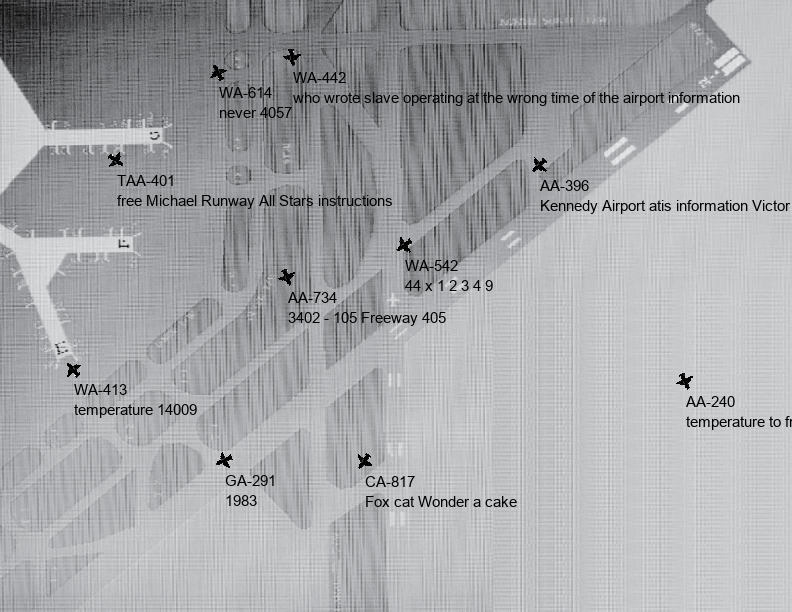 WA-614
never 4057
WA-442
who wrote slave operating at the wrong time of the airport information
TAA-401
free Michael Runway All Stars instructions
AA-396
Kennedy Airport atis information Victor
WA-542
44 x 1 2 3 4 9
AA-734
3402 - 105 Freeway 405
WA-413
temperature 14009
AA-240
temperature to fr
GA-291
1983
CA-817
Fox cat Wonder a cake